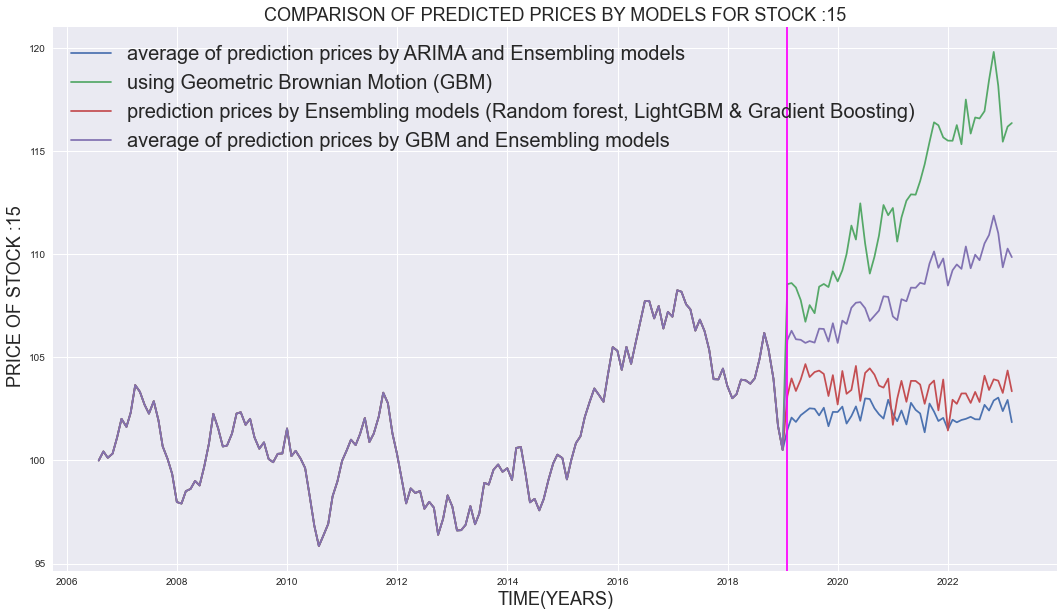 COMPARISON OF PREDICTED PRICES BY MODELS FOR STOCK :15
average of prediction prices by ARIMA and Ensembling models
using Geometric Brownian Motion (GBM)
prediction prices by Ensembling models (Random forest, LightGBM & Gradient Boosting)
average of prediction prices by GBM and Ensembling models
PRICE OF STOCK :15
120
115
110
105
100
95
2006 2008 2010 2012 2014 2016 2018 2020 2022
TIME(YEARS)